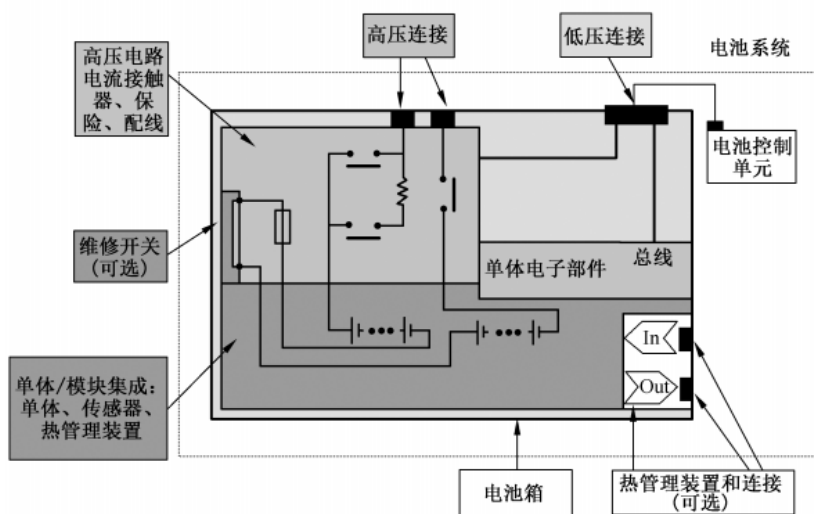 高压连接
低压连接
电池系统
高压电路
电流接触
器、保
险、配线
电池控制
单元
维修开关
(可选)
单体电子部件
总线
In
Out
单体/模块集成:
单体、传感器、
热管理装置
电池箱
热管理装置和连接
(可选)